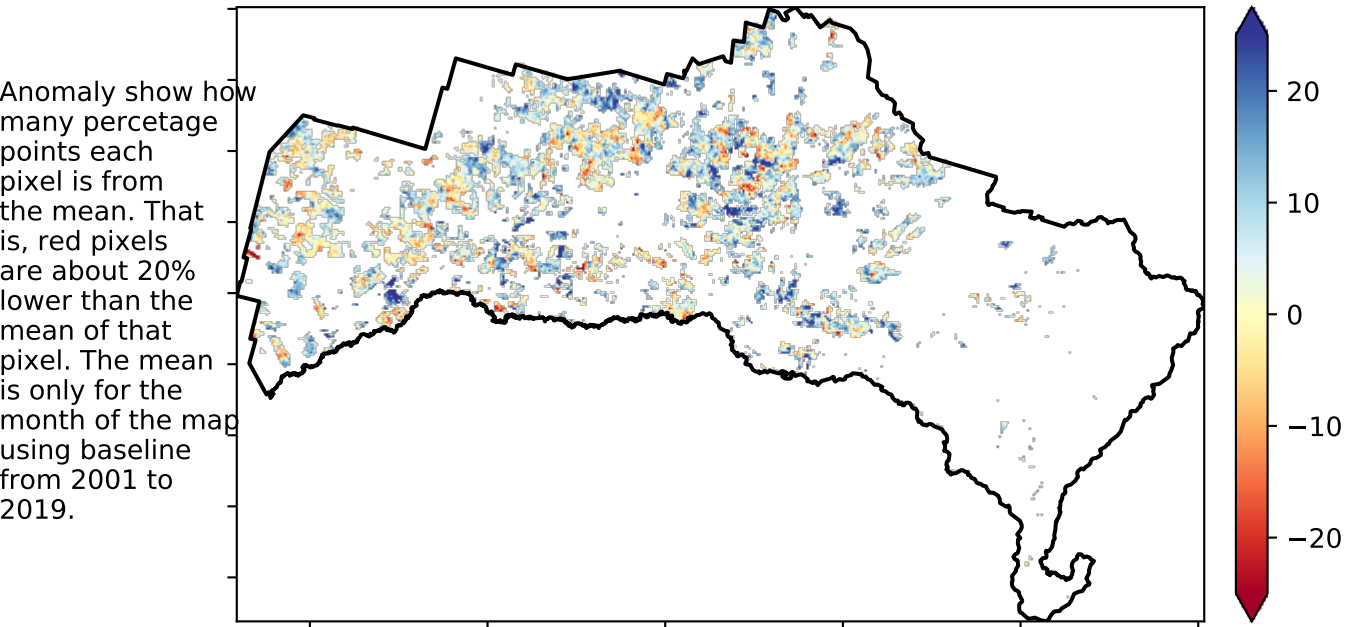 Anomaly show how
many percetage
points each
pixel is from
the mean. That
is, red pixels
are about 20%
lower than the
mean of that
pixel. The mean
is only for the
month of the map
using baseline
from 2001 to
2019.
20
10
0
−10
−20